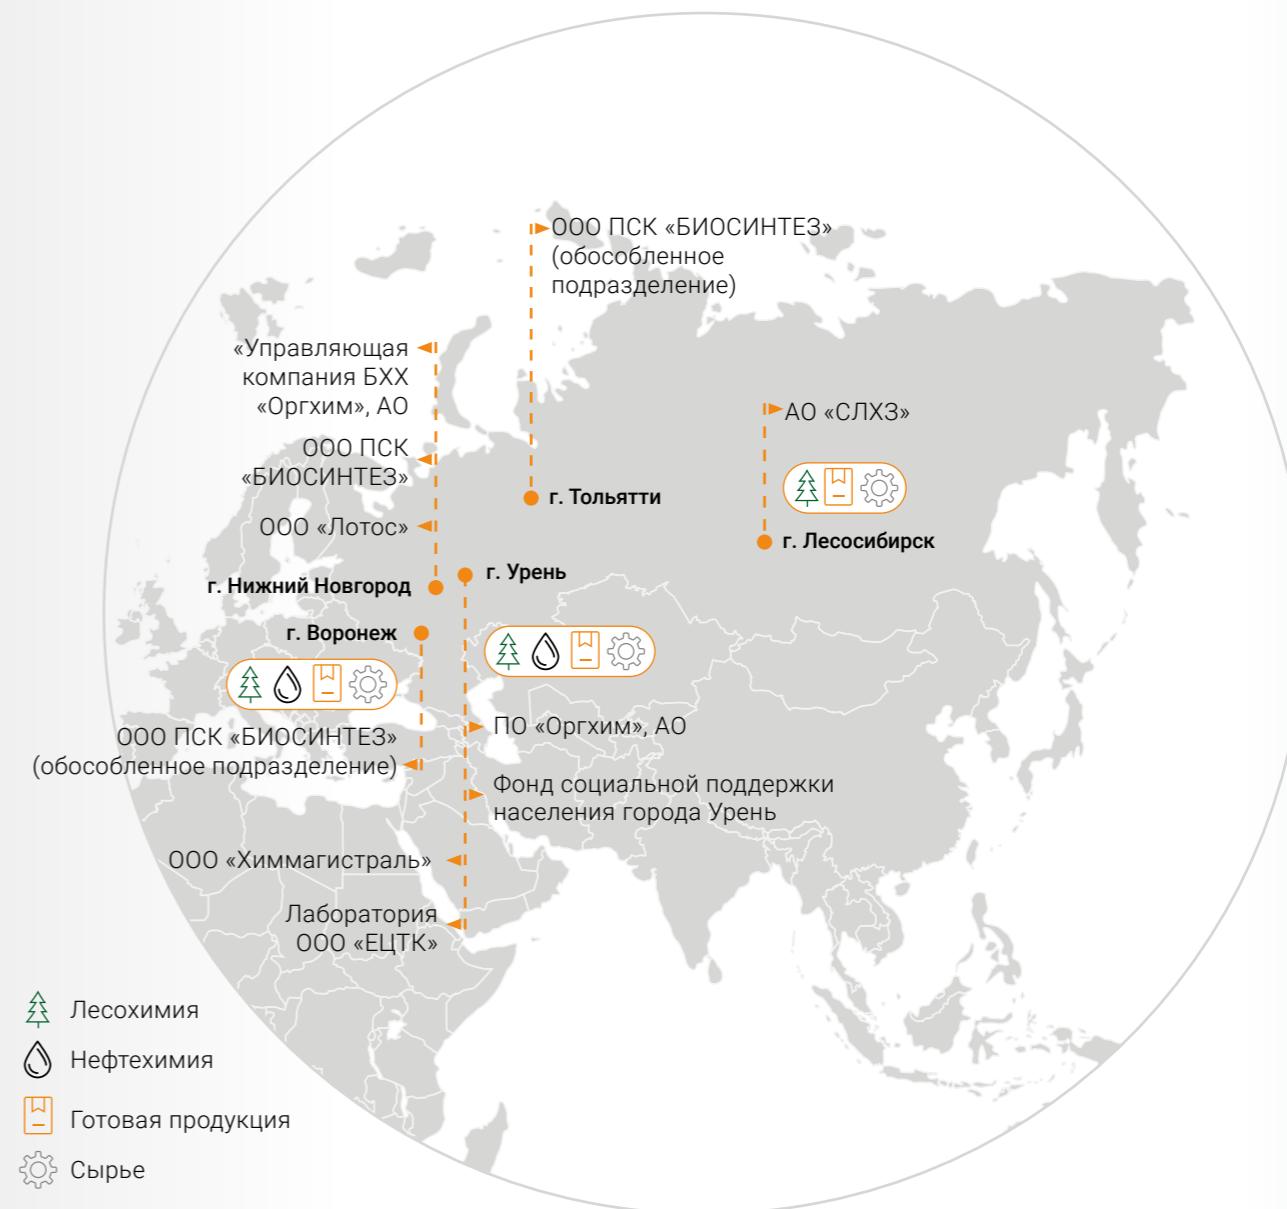 ООО ПСК «БИОСИНТЕЗ»
(обособленное
подразделение)
«Управляющая
компания БХХ
«Оргхим», АО
ООО ПСК
«БИОСИНТЕЗ»
ООО «Лотос»
г. Нижний Новгород
г. Тольятти
АО «СЛХЗ»
г. Лесосибирск
г. Урень
г. Воронеж
ООО ПСК «БИОСИНТЕЗ»
(обособленное подразделение)
ПО «Оргхим», АО
Фонд социальной поддержки
населения города Урень
ООО «Химмагистраль»
Лаборатория
ООО «ЕЦТК»
Лесохимия
Нефтехимия
Готовая продукция
Сырье